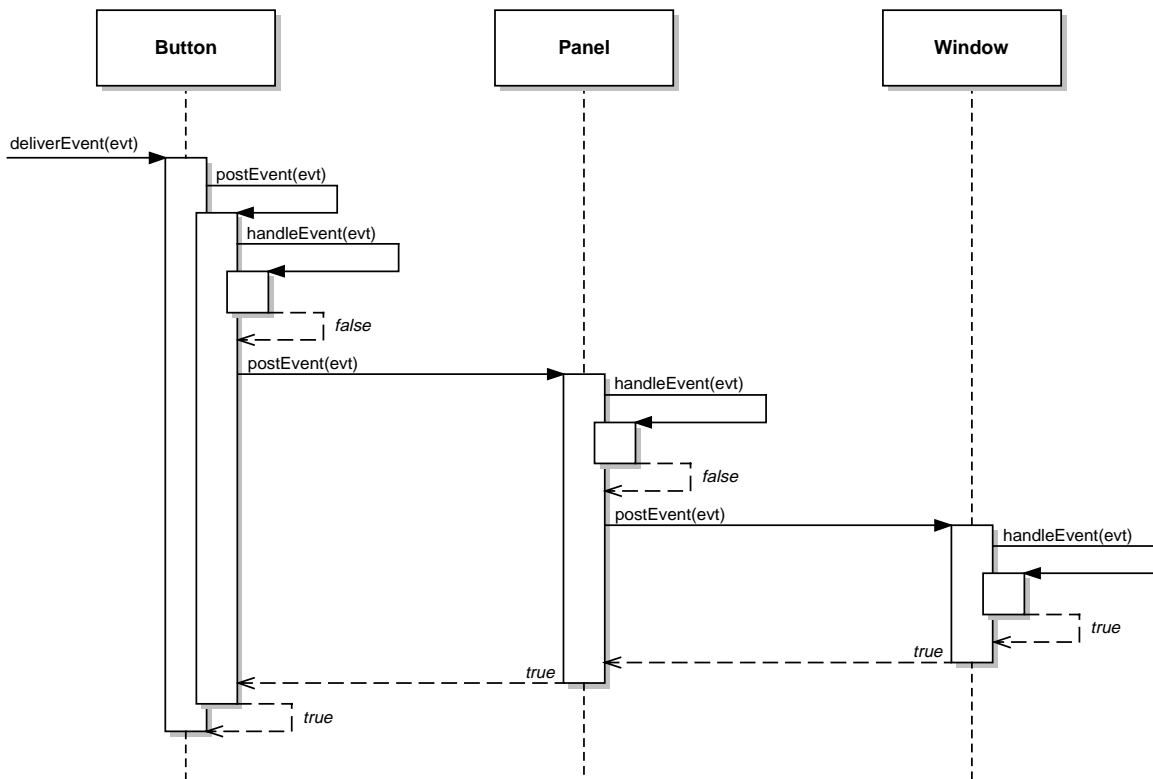 Button
Panel
Window
deliverEvent(evt)
postEvent(evt)
handleEvent(evt)
false
postEvent(evt)
handleEvent(evt)
false
postEvent(evt)
handleEvent(evt)
true
true
true
true